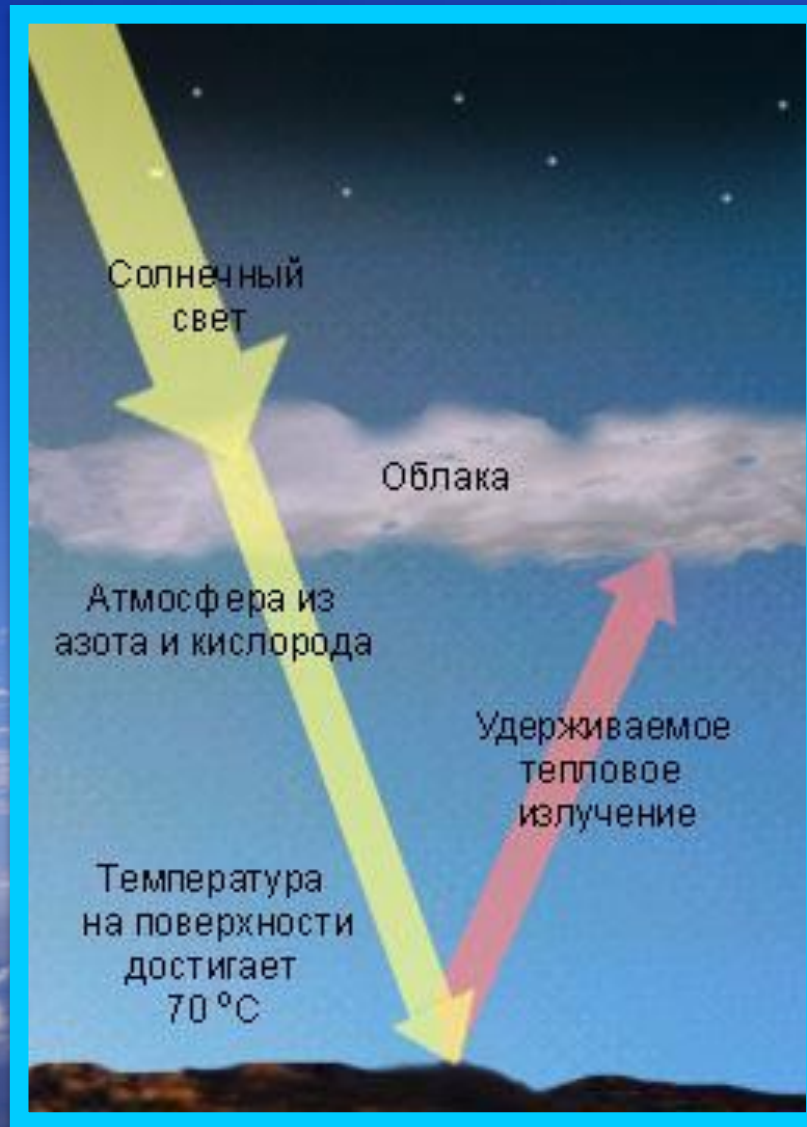 Солнечный
свет
Облака
Атмосфера из
азота и кислорода
Удерживаемое
тепловое
излучение
Температура
на поверхности
достигает
70 °C